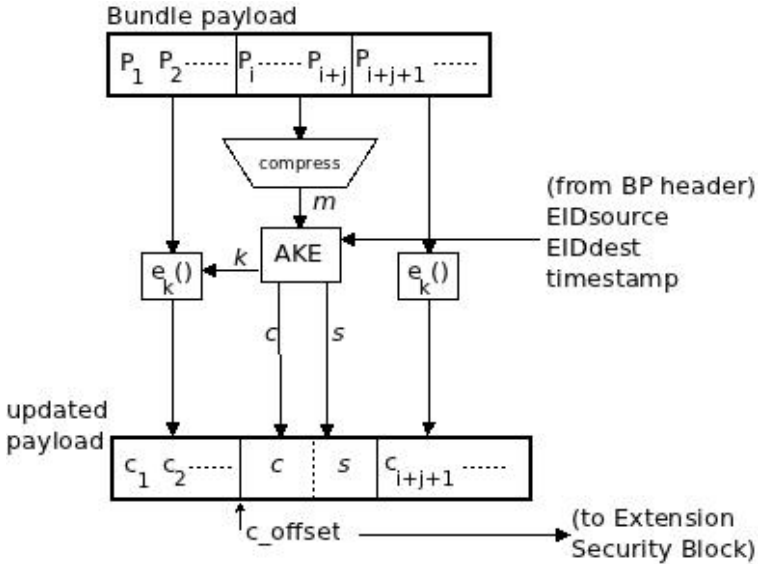 Bundle payload
P1 P2 ...... Pi ...... Pi+j Pi+j+1 ......
compress
m
(from BP header)
EIDsource
EIDdest
timestamp
AKE
k
ek()
ek()
c
s
updated
payload
c1 c2 ...... c s ci+j+1 ......
c_offset
(to Extension
Security Block)